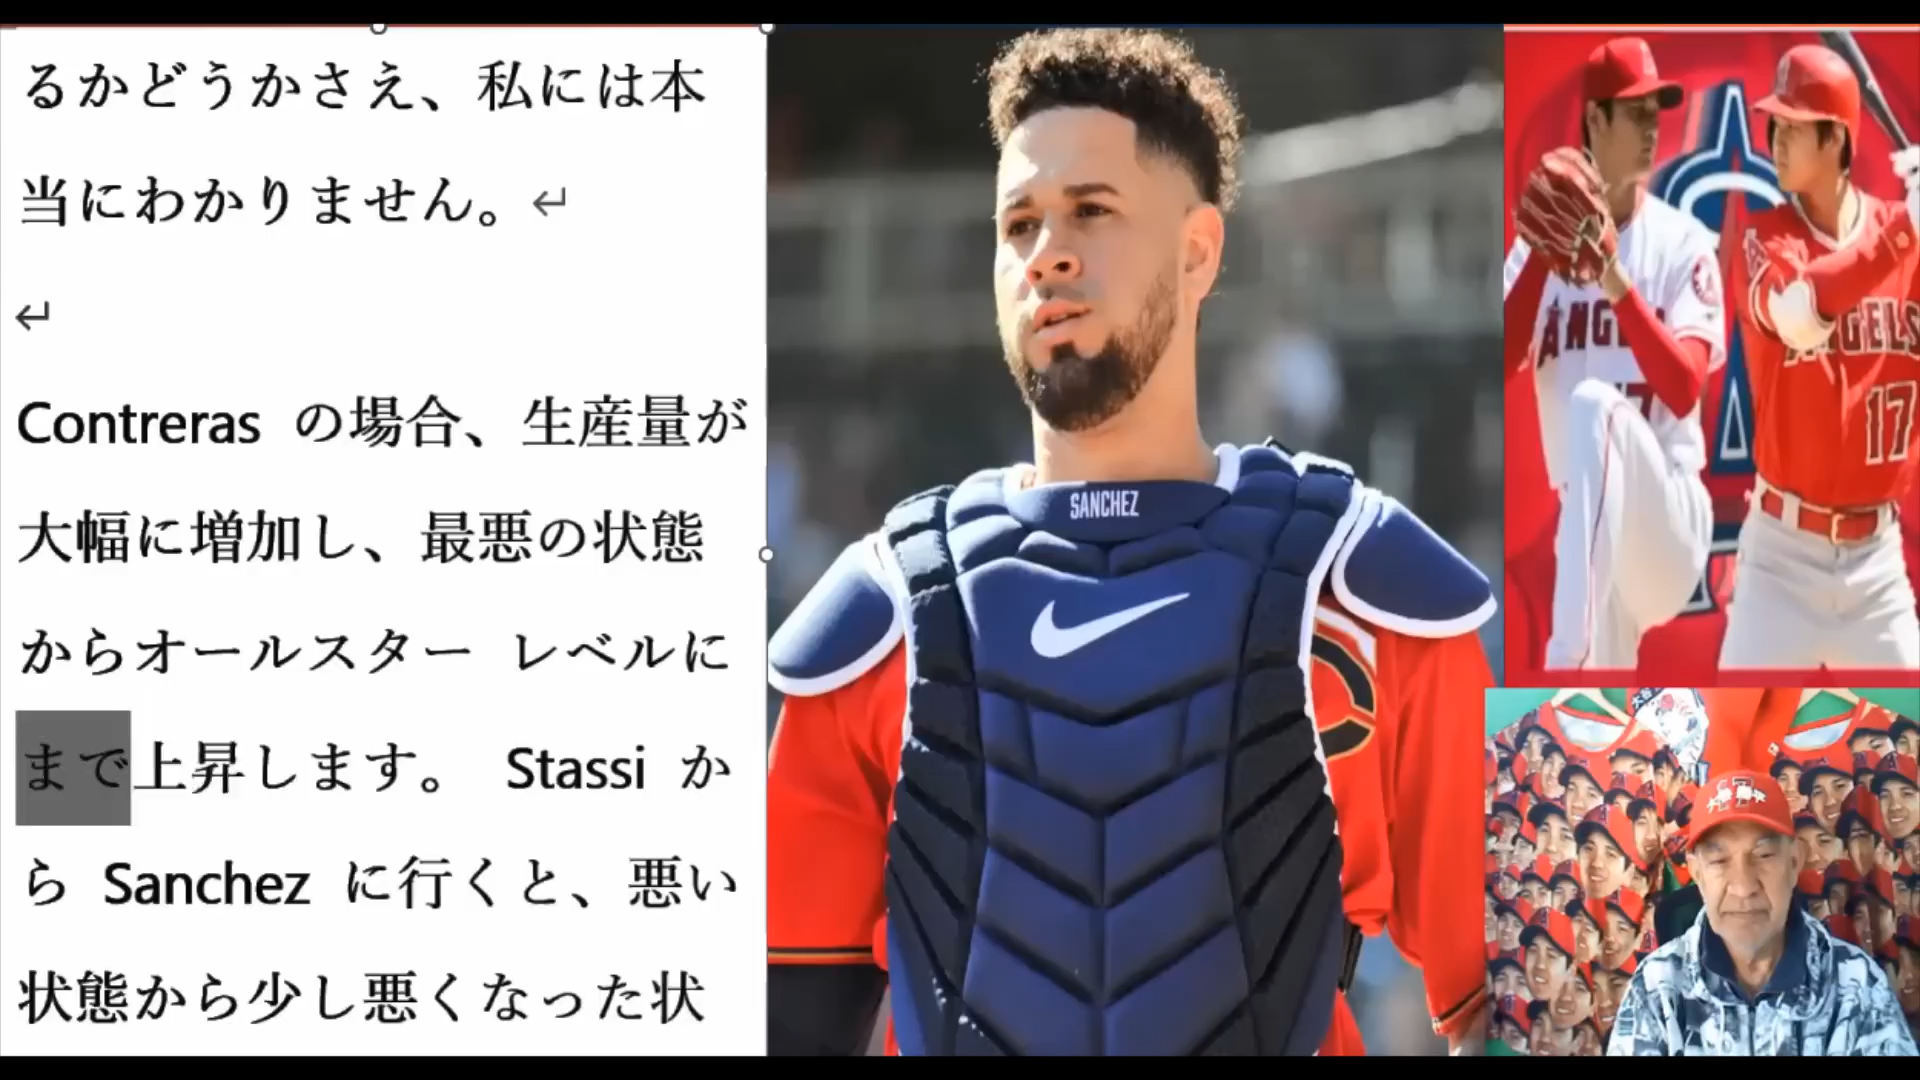 るかどうかさえ、私には本
当にわかりません。↵
↵
Contreras の場合、生産量が
大幅に増加し、最悪の状態
からオールスター レベルに
まで上昇します。 Stassi か
ら Sanchez に行くと、悪い
状態から少し悪くなった状
SANCHEZ
ANGELS
17